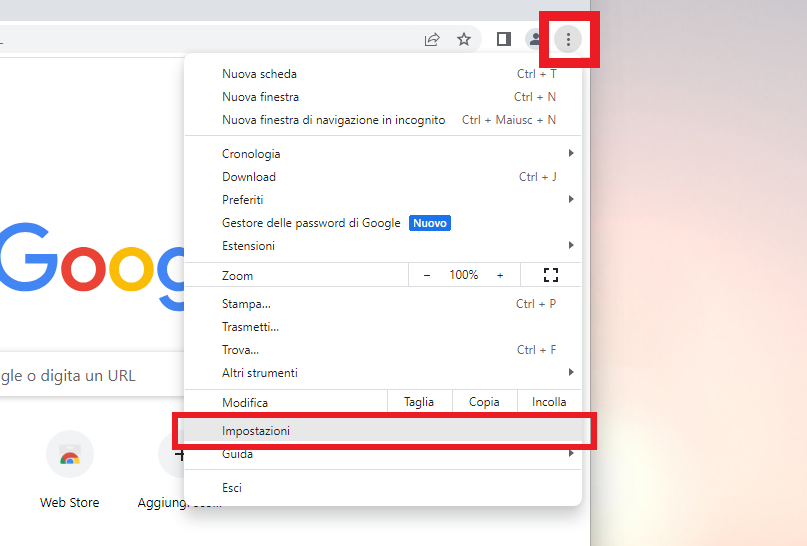 Nuova scheda Ctrl + T
Nuova finestra Ctrl + N
Nuova finestra di navigazione in incognito Ctrl + Maiusc + N
Cronologia
Download Ctrl + J
Preferiti
Gestore delle password di Google Nuovo
Estensioni
Goog
Zoom − 100% +
Stampa... Ctrl + P
Trasmetti...
Trova... Ctrl + F
gle o digita un URL
Altri strumenti
Modifica Taglia Copia Incolla
Impostazioni
Guida
Esci
Web Store